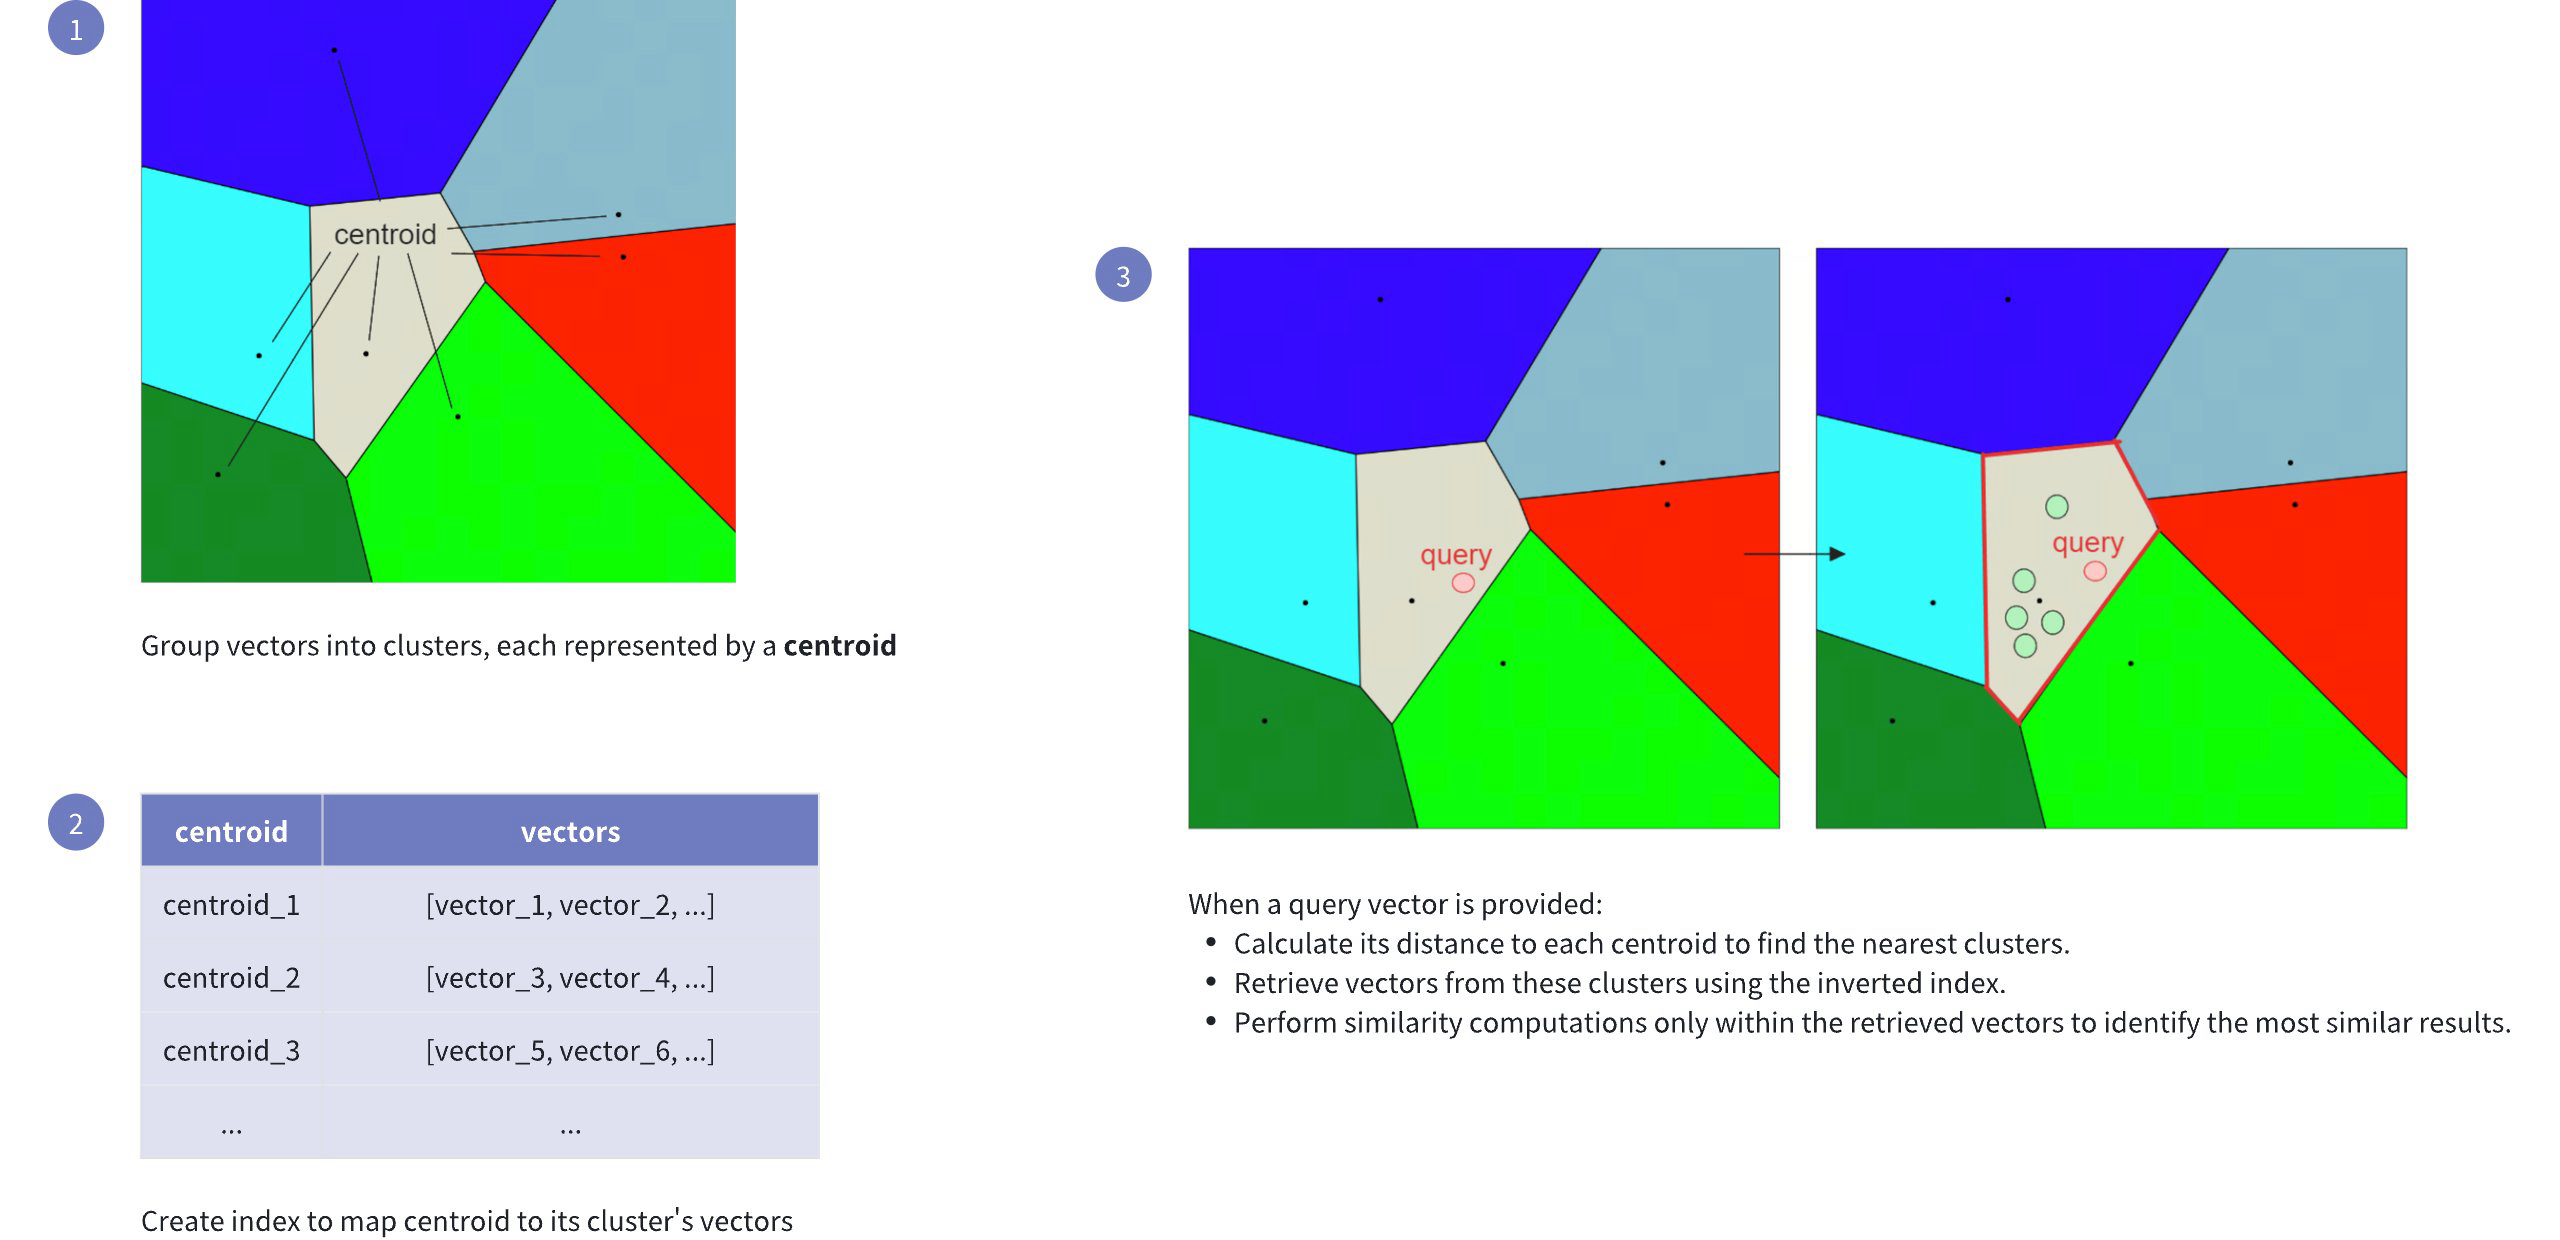 1
centroid
Group vectors into clusters, each represented by a centroid
2
centroid vectors
centroid_1 [vector_1, vector_2, ...]
centroid_2 [vector_3, vector_4, ...]
centroid_3 [vector_5, vector_6, ...]
... ...
Create index to map centroid to its cluster's vectors
3
query
query
When a query vector is provided:
• Calculate its distance to each centroid to find the nearest clusters.
• Retrieve vectors from these clusters using the inverted index.
• Perform similarity computations only within the retrieved vectors to identify the most similar results.